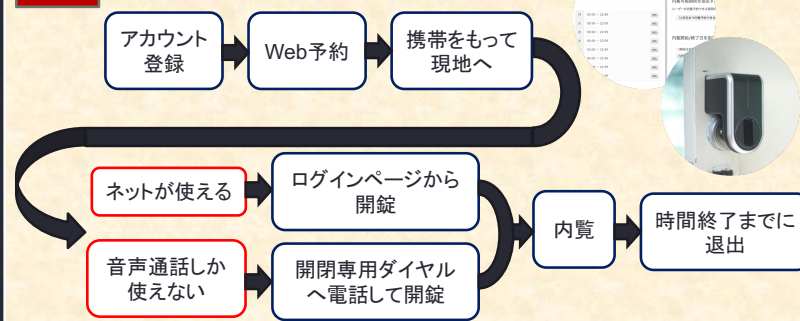 アカウント
登録
Web予約
携帯をもって
現地へ
ネットが使える
ログインページから
開錠
音声通話しか
使えない
開閉専用ダイヤル
へ電話して開錠
内覧
時間終了までに
退出